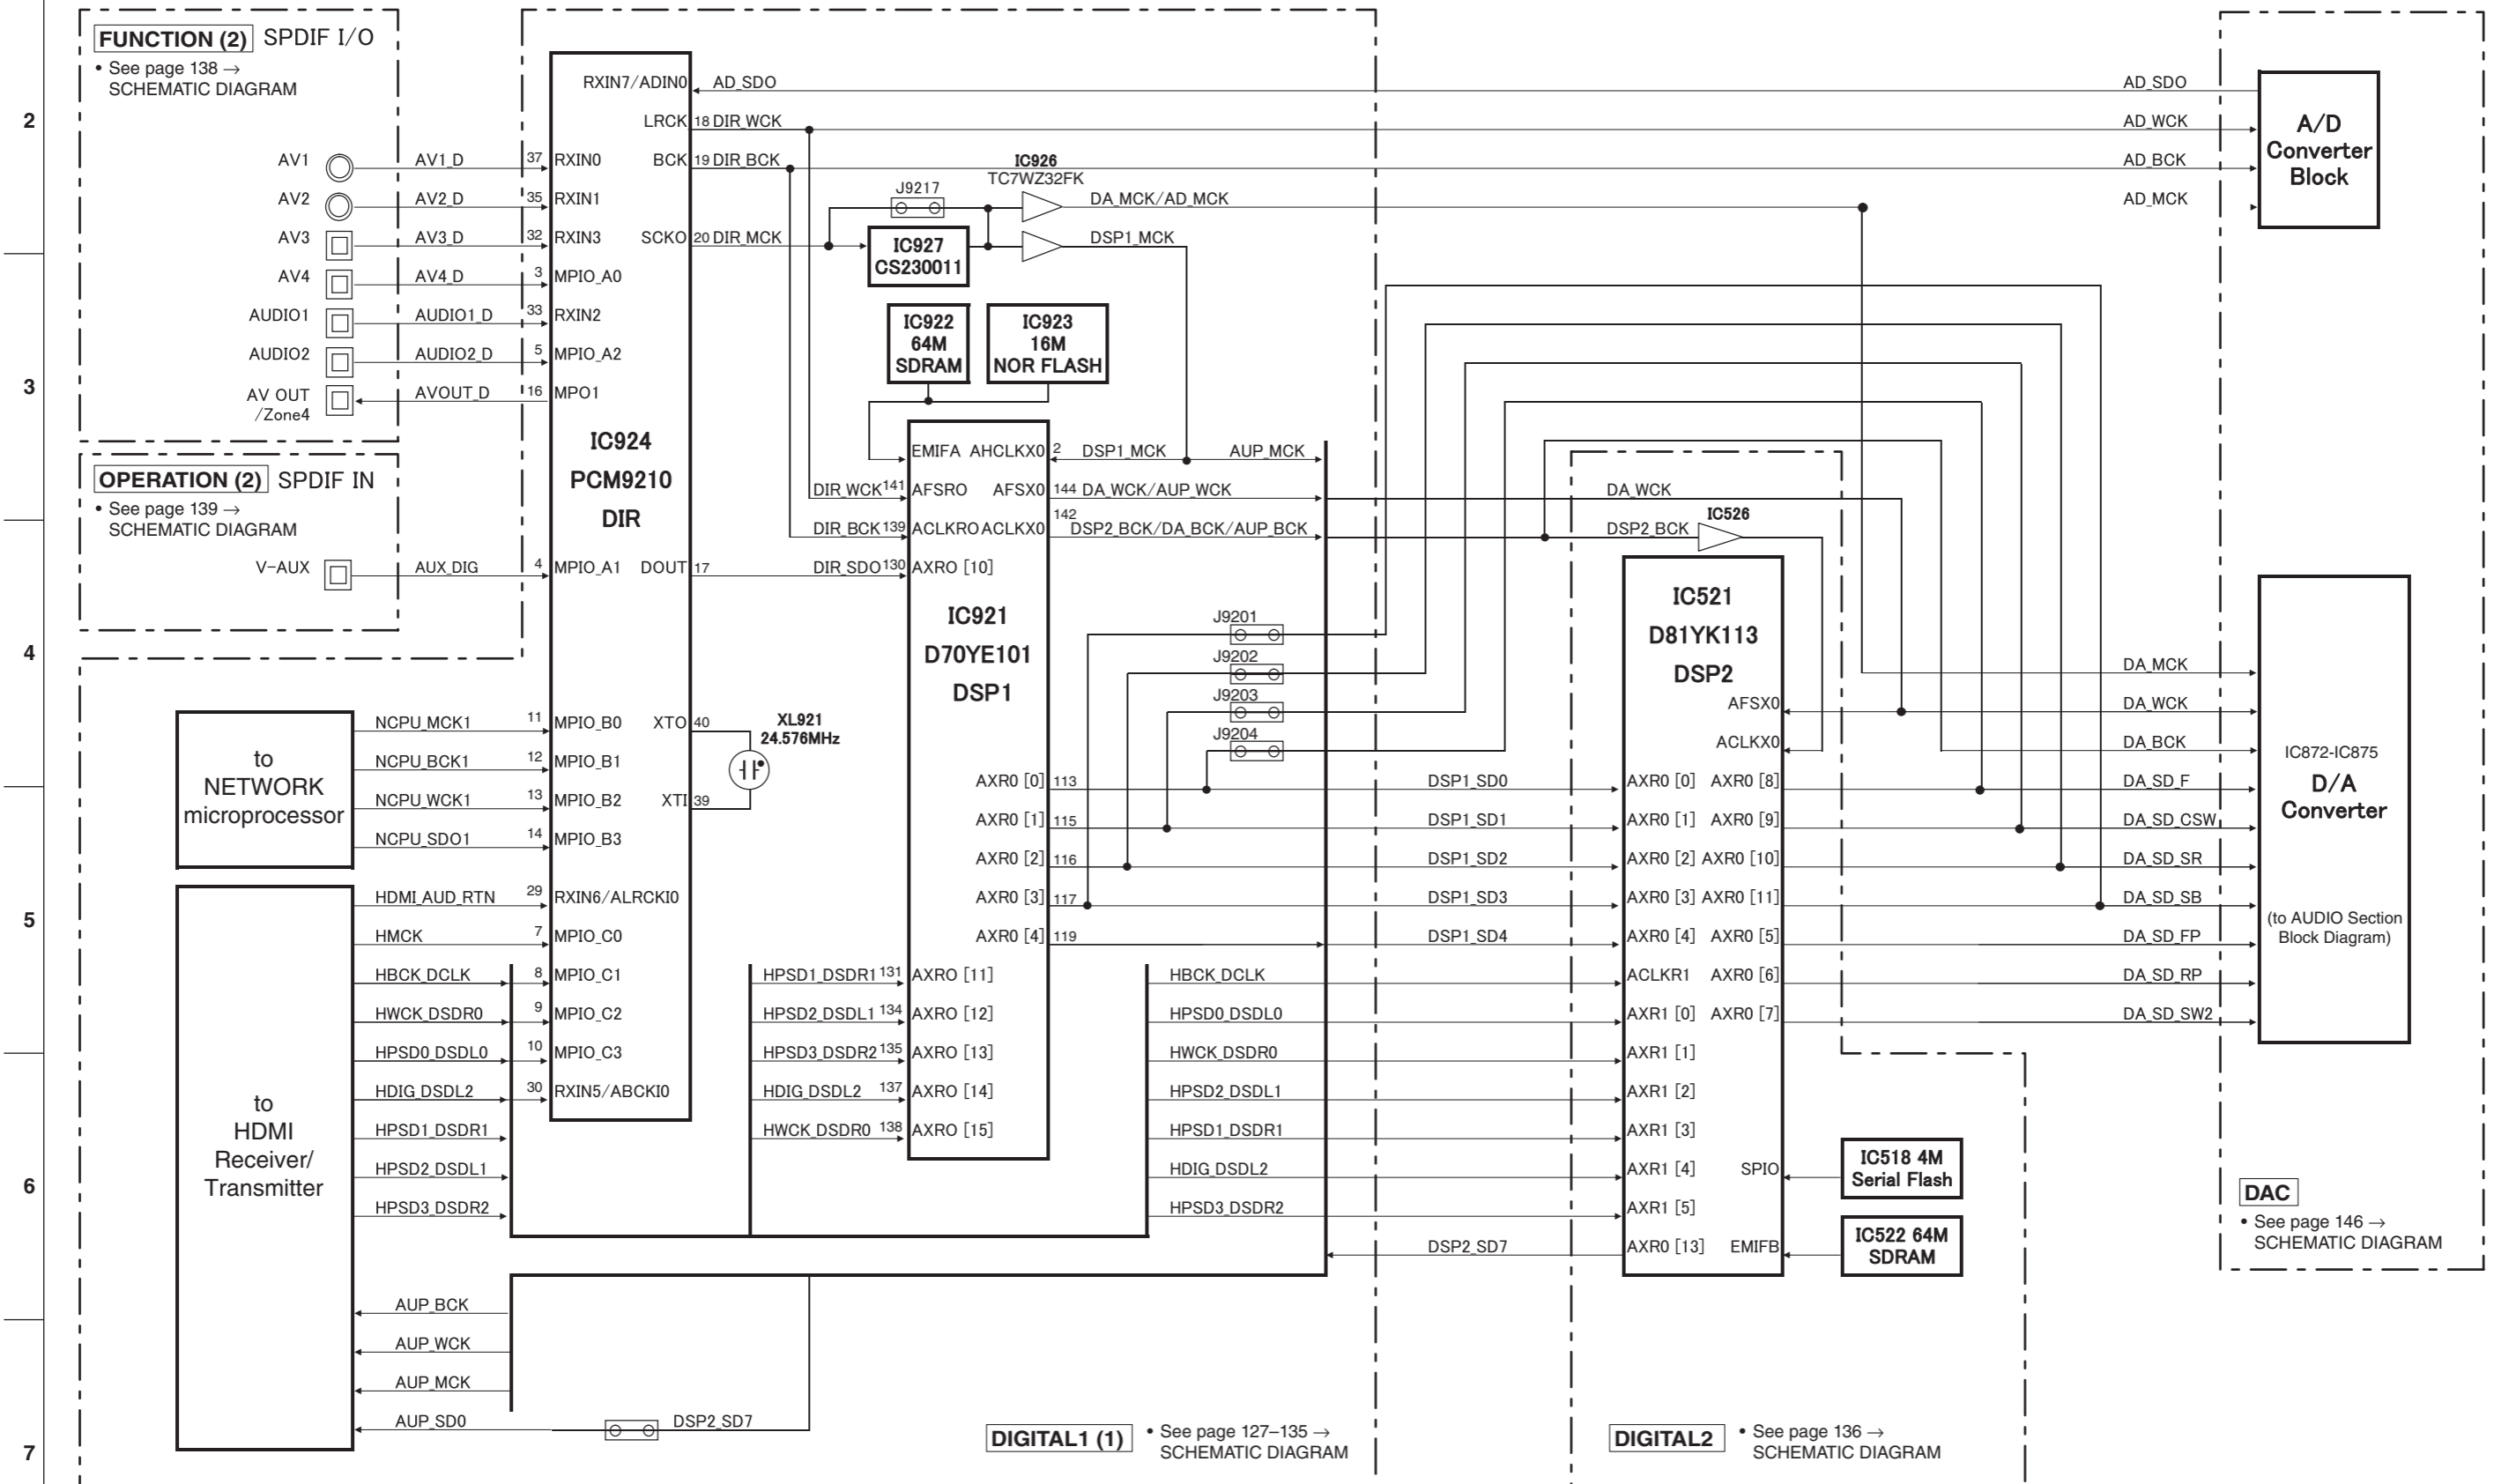 2
3
4
5
6
7
FUNCTION (2) SPDIF I/O
• See page 138 →
SCHEMATIC DIAGRAM
AV1
AV2
AV3
AV4
AUDIO1
AUDIO2
AV OUT
/Zone4
AV1_D
AV2_D
AV3_D
AV4_D
AUDIO1_D
AUDIO2_D
AVOUT_D
OPERATION (2) SPDIF IN
• See page 139 →
SCHEMATIC DIAGRAM
V-AUX
AUX_DIG
to
NETWORK
microprocessor
NCPU_MCK1
NCPU_BCK1
NCPU_WCK1
NCPU_SDO1
to
HDMI
Receiver/
Transmitter
HDMI_AUD_RTN
HMCK
HBCK_DCLK
HWCK_DSDR0
HPSD0_DSDL0
HDIG_DSDL2
HPSD1_DSDR1
HPSD2_DSDL1
HPSD3_DSDR2
AUP_BCK
AUP_WCK
AUP_MCK
AUP_SD0
DSP2_SD7
RXIN7/ADIN0
LRCK 18 DIR_WCK
37 RXIN0
BCK 19 DIR_BCK
35 RXIN1
32 RXIN3
SCKO 20 DIR_MCK
3 MPIO_A0
33 RXIN2
5 MPIO_A2
16 MPO1
IC924
PCM9210
DIR
4 MPIO_A1
DOUT 17
11 MPIO_B0
XTO 40
12 MPIO_B1
13 MPIO_B2
XTI 39
14 MPIO_B3
29 RXIN6/ALRCKI0
7 MPIO_C0
8 MPIO_C1
9 MPIO_C2
10 MPIO_C3
30 RXIN5/ABCKI0
XL921
24.576MHz
AD_SDO
J9217
IC926
TC7WZ32FK
IC927
CS230011
DA_MCK/AD_MCK
DSP1_MCK
IC922
64M
SDRAM
IC923
16M
NOR FLASH
EMIFA AHCLKX0 2 DSP1_MCK AUP_MCK
DIR_WCK 141 AFSRO AFSX0 144 DA_WCK/AUP_WCK
DIR_BCK 139 ACLKRO ACLKX0 142 DSP2_BCK/DA_BCK/AUP_BCK
DIR_SDO 130 AXRO [10]
IC921
D70YE101
DSP1
J9201
J9202
J9203
J9204
AXR0 [0] 113
AXR0 [1] 115
AXR0 [2] 116
AXR0 [3] 117
AXR0 [4] 119
HPSD1_DSDR1 131 AXRO [11]
HPSD2_DSDL1 134 AXRO [12]
HPSD3_DSDR2 135 AXRO [13]
HDIG_DSDL2 137 AXRO [14]
HWCK_DSDR0 138 AXRO [15]
HBCK_DCLK
HPSD0_DSDL0
HWCK_DSDR0
HPSD2_DSDL1
HPSD1_DSDR1
HDIG_DSDL2
HPSD3_DSDR2
DSP1_SD0
DSP1_SD1
DSP1_SD2
DSP1_SD3
DSP1_SD4
DSP2_SD7
DA_WCK
DSP2_BCK
IC526
IC521
D81YK113
DSP2
AFSX0
ACLKX0
AXR0 [0] AXR0 [8]
AXR0 [1] AXR0 [9]
AXR0 [2] AXR0 [10]
AXR0 [3] AXR0 [11]
AXR0 [4] AXR0 [5]
ACLKR1 AXR0 [6]
AXR1 [0] AXR0 [7]
AXR1 [1]
AXR1 [2]
AXR1 [3]
AXR1 [4] SPIO
AXR1 [5]
AXR0 [13] EMIFB
IC518 4M
Serial Flash
IC522 64M
SDRAM
AD_SDO
AD_WCK
AD_BCK
AD_MCK
A/D
Converter
Block
DA_MCK
DA_WCK
DA_BCK
DA_SD_F
DA_SD_CSW
DA_SD_SR
DA_SD_SB
DA_SD_FP
DA_SD_RP
DA_SD_SW2
IC872-IC875
D/A
Converter
(to AUDIO Section
Block Diagram)
DAC
• See page 146 →
SCHEMATIC DIAGRAM
DIGITAL1 (1) • See page 127–135 →
SCHEMATIC DIAGRAM
DIGITAL2 • See page 136 →
SCHEMATIC DIAGRAM